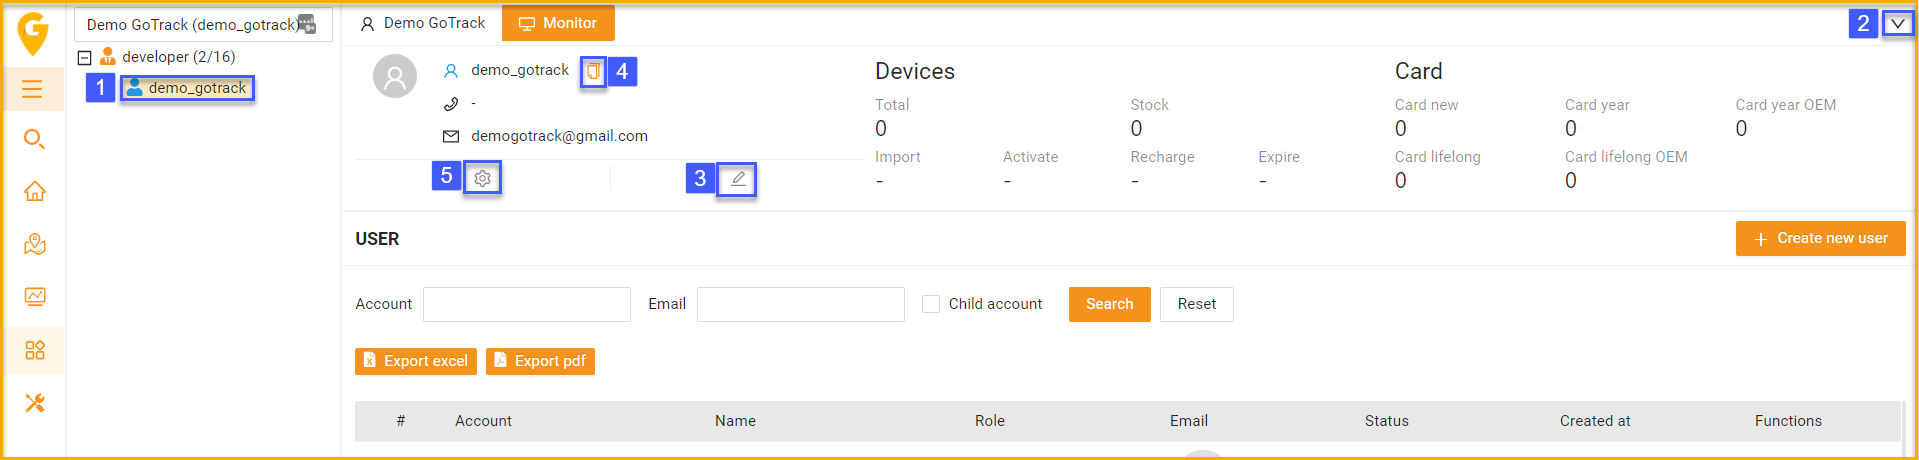 Demo GoTrack (demo_gotrack)
developer (2/16)
1 demo_gotrack
Demo GoTrack Monitor 2
demo_gotrack 4
-
demogotrack@gmail.com
5 3
Devices
Total Stock
0 0
Import Activate Recharge Expire
- - - -
Card
Card new Card year Card year OEM
0 0 0
Card lifelong Card lifelong OEM
0 0
USER + Create new user
Account Email Child account Search Reset
Export excel Export pdf
# Account Name Role Email Status Created at Functions